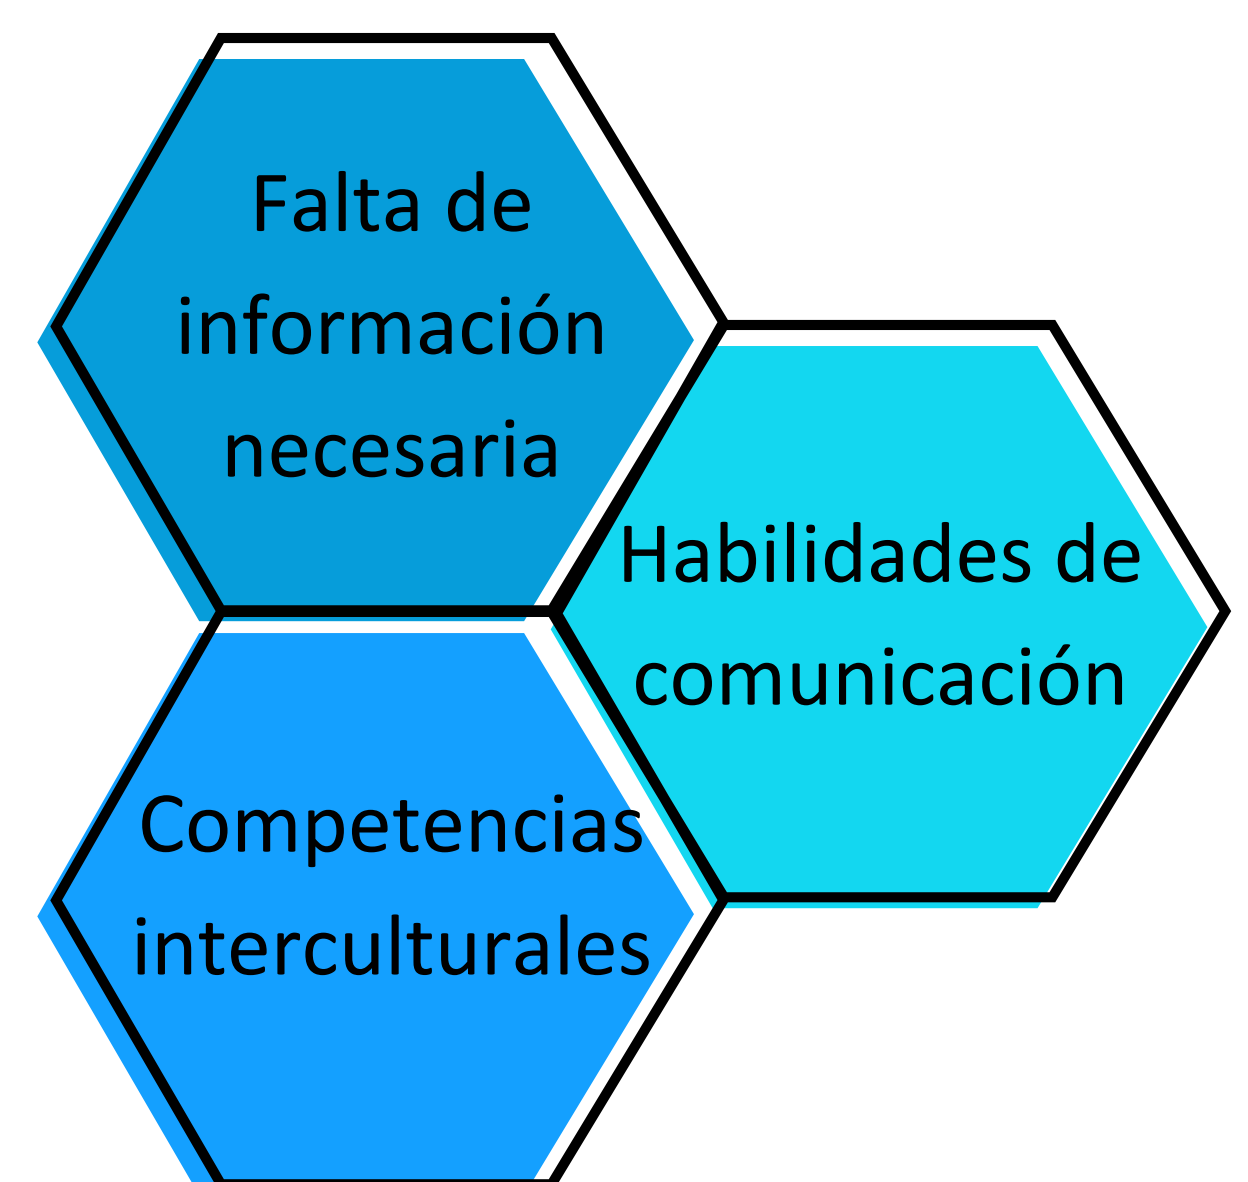 Falta de
información
necesaria
Habilidades de
comunicación
Competencias
interculturales